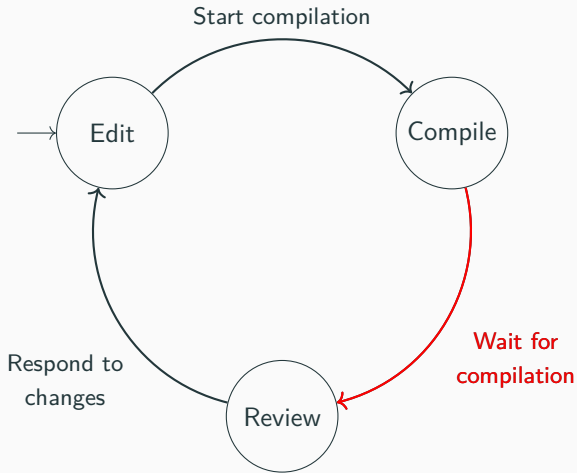 Start compilation
Edit
Compile
Wait for
compilation
Respond to
changes
Review